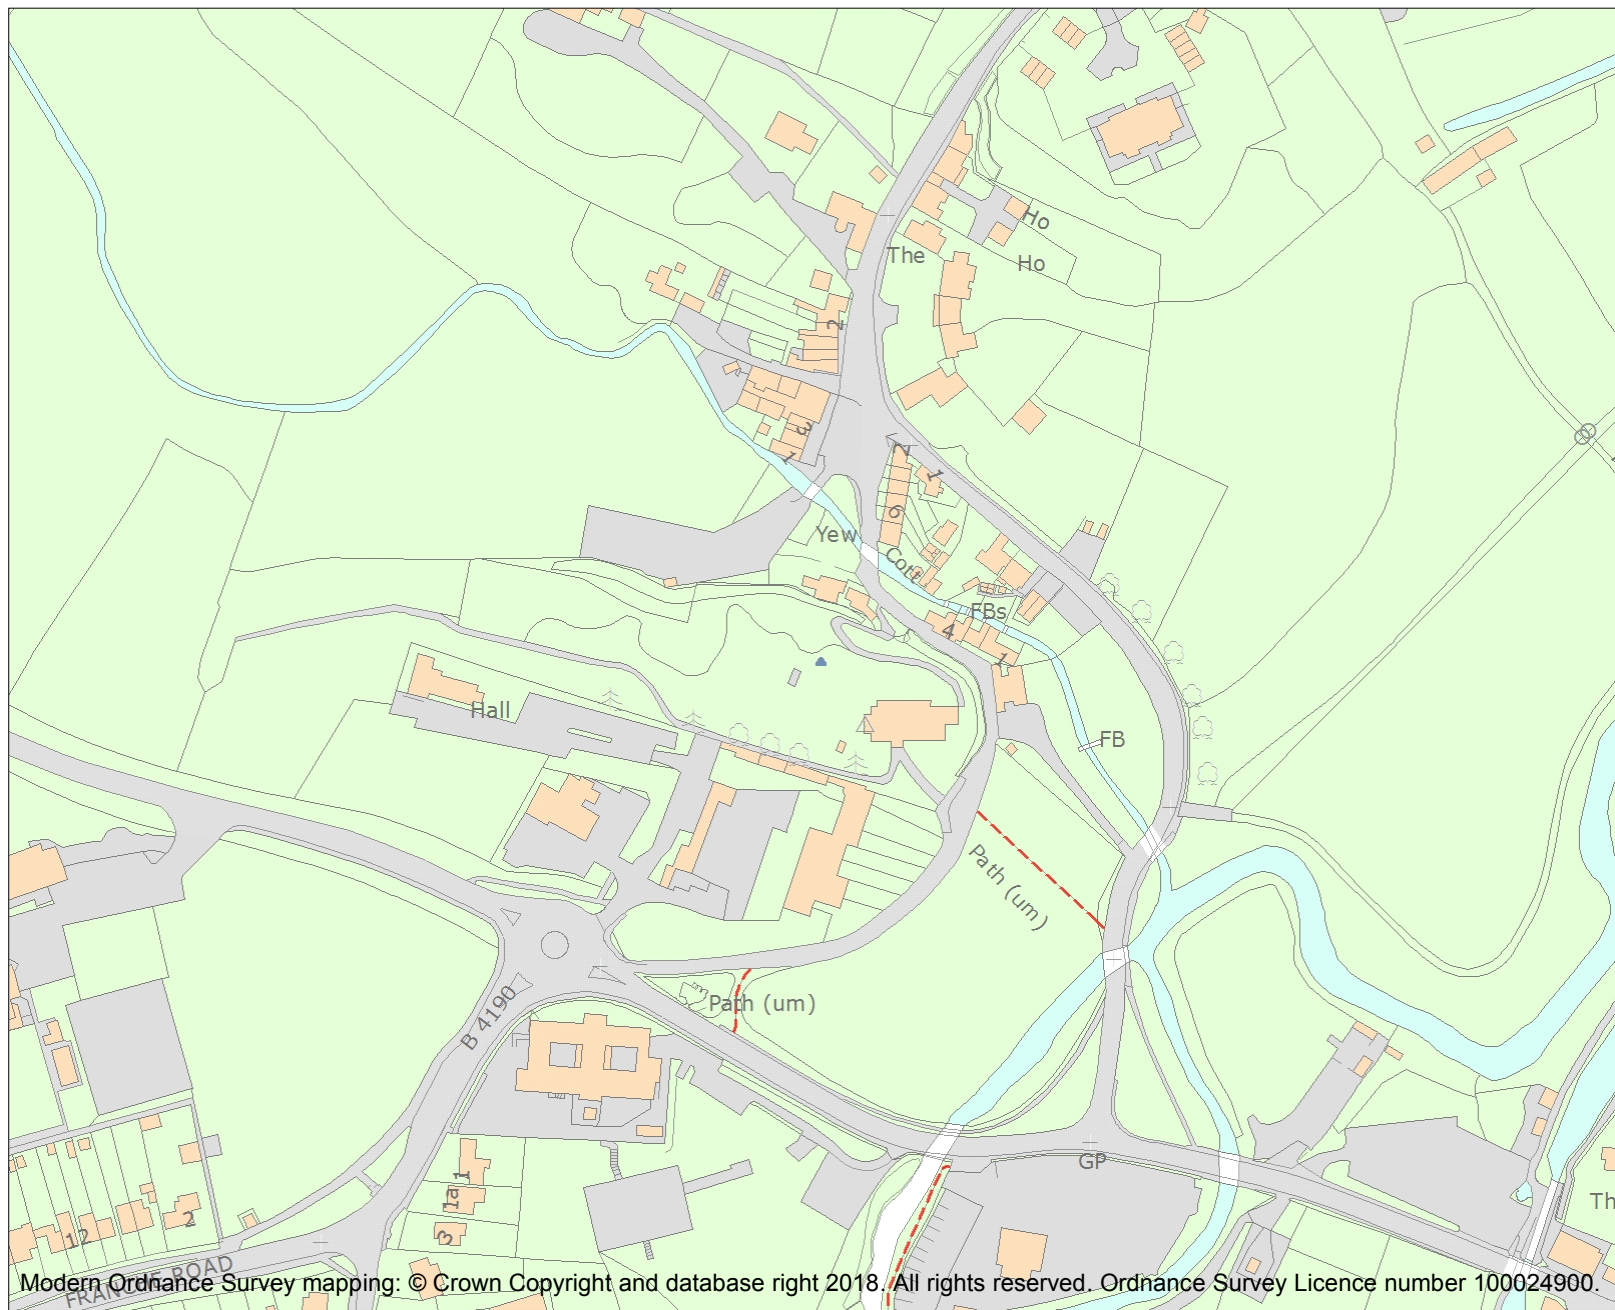 Ho
The
Ho
2
3
1
2
1
6
Yew
Cott
FBs
4
1
Hall
FB
Path (um)
Path (um)
B 4190
GP
1
1a
Th
2
3
12
FRANCHE ROAD
Modern Ordnance Survey mapping: © Crown Copyright and database right 2018. All rights reserved. Ordnance Survey Licence number 100024900.